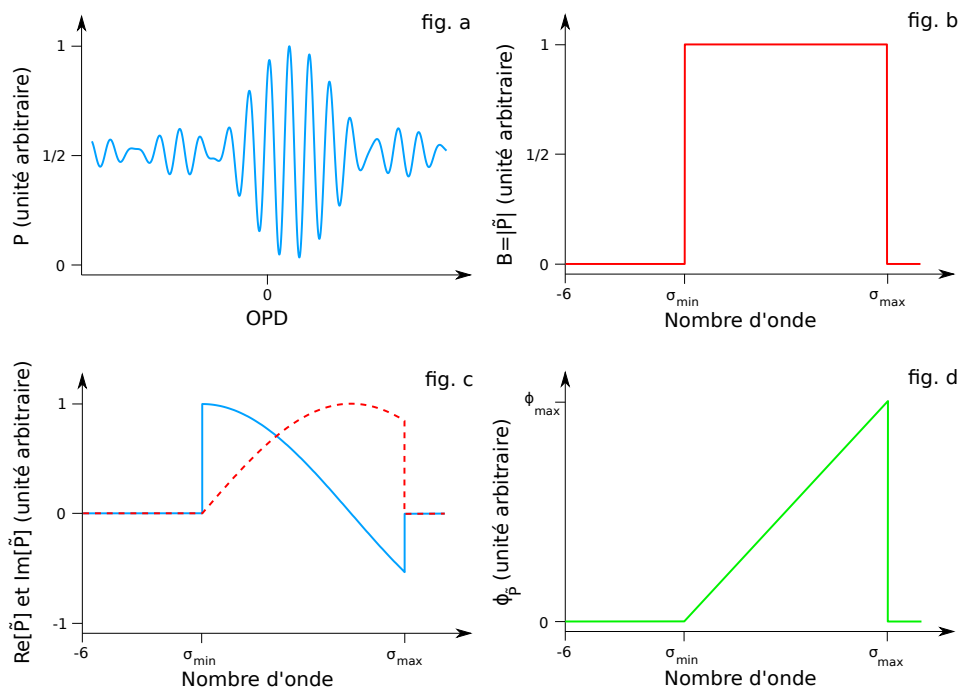 fig. a
P (unité arbitraire)
1
1/2
0
0
OPD
fig. b
B=|P̃| (unité arbitraire)
1
1/2
0
-6
σmin
σmax
Nombre d'onde
fig. c
Re[P̃] et Im[P̃] (unité arbitraire)
1
0
-1
-6
σmin
σmax
Nombre d'onde
fig. d
ϕP̃ (unité arbitraire)
ϕmax
0
-6
σmin
σmax
Nombre d'onde